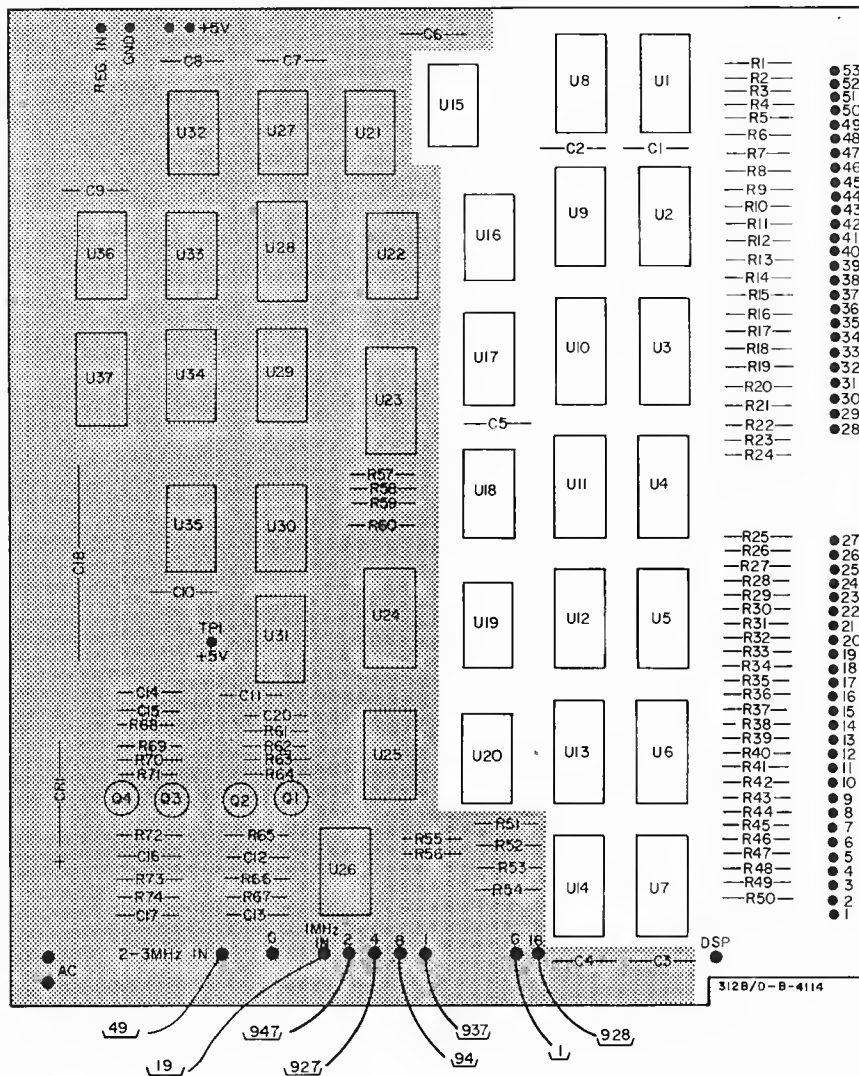 REG. IN
GND
+5V
C6
C8
C7
U15
U8
U1
U32
U27
U21
C2
C1
C9
U9
U2
U16
U36
U33
U28
U22
U17
U10
U3
U37
U34
U29
U23
C5
R57
R58
R59
R60
U18
U11
U4
C18
U35
U30
C10
TP1
+5V
U31
U24
U19
U12
U5
C14
C15
R68
R69
R70
R71
C11
C20
R61
R62
R63
R64
U25
U20
U13
U6
CR1
+
Q4
Q3
Q2
Q1
R72
C16
R73
R74
C17
R65
C12
R66
R67
C13
U26
R55
R56
R51
R52
R53
R54
U14
U7
R1
R2
R3
R4
R5
R6
R7
R8
R9
R10
R11
R12
R13
R14
R15
R16
R17
R18
R19
R20
R21
R22
R23
R24
53
52
51
50
49
48
47
46
45
44
43
42
41
40
39
38
37
36
35
34
33
32
31
30
29
28
R25
R26
R27
R28
R29
R30
R31
R32
R33
R34
R35
R36
R37
R38
R39
R40
R41
R42
R43
R44
R45
R46
R47
R48
R49
R50
27
26
25
24
23
22
21
20
19
18
17
16
15
14
13
12
11
10
9
8
7
6
5
4
3
2
1
AC
2-3MHz IN
G
1MHz IN
2
4
8
1
G
16
C4
C3
DSP
312B/D-B-4114
49
19
947
927
94
937
1
928